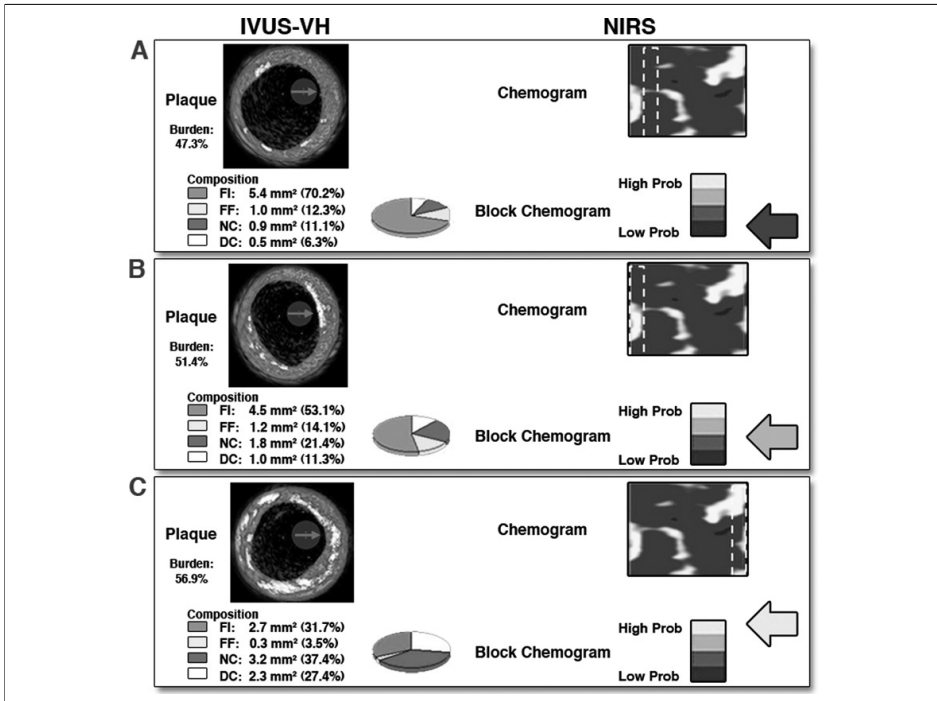 IVUS-VH NIRS
A
Plaque
Burden:
47.3%
Composition
FI: 5.4 mm² (70.2%)
FF: 1.0 mm² (12.3%)
NC: 0.9 mm² (11.1%)
DC: 0.5 mm² (6.3%)
Chemogram
Block Chemogram
High Prob
Low Prob
B
Plaque
Burden:
51.4%
Composition
FI: 4.5 mm² (53.1%)
FF: 1.2 mm² (14.1%)
NC: 1.8 mm² (21.4%)
DC: 1.0 mm² (11.3%)
Chemogram
Block Chemogram
High Prob
Low Prob
C
Plaque
Burden:
56.9%
Composition
FI: 2.7 mm² (31.7%)
FF: 0.3 mm² (3.5%)
NC: 3.2 mm² (37.4%)
DC: 2.3 mm² (27.4%)
Chemogram
Block Chemogram
High Prob
Low Prob